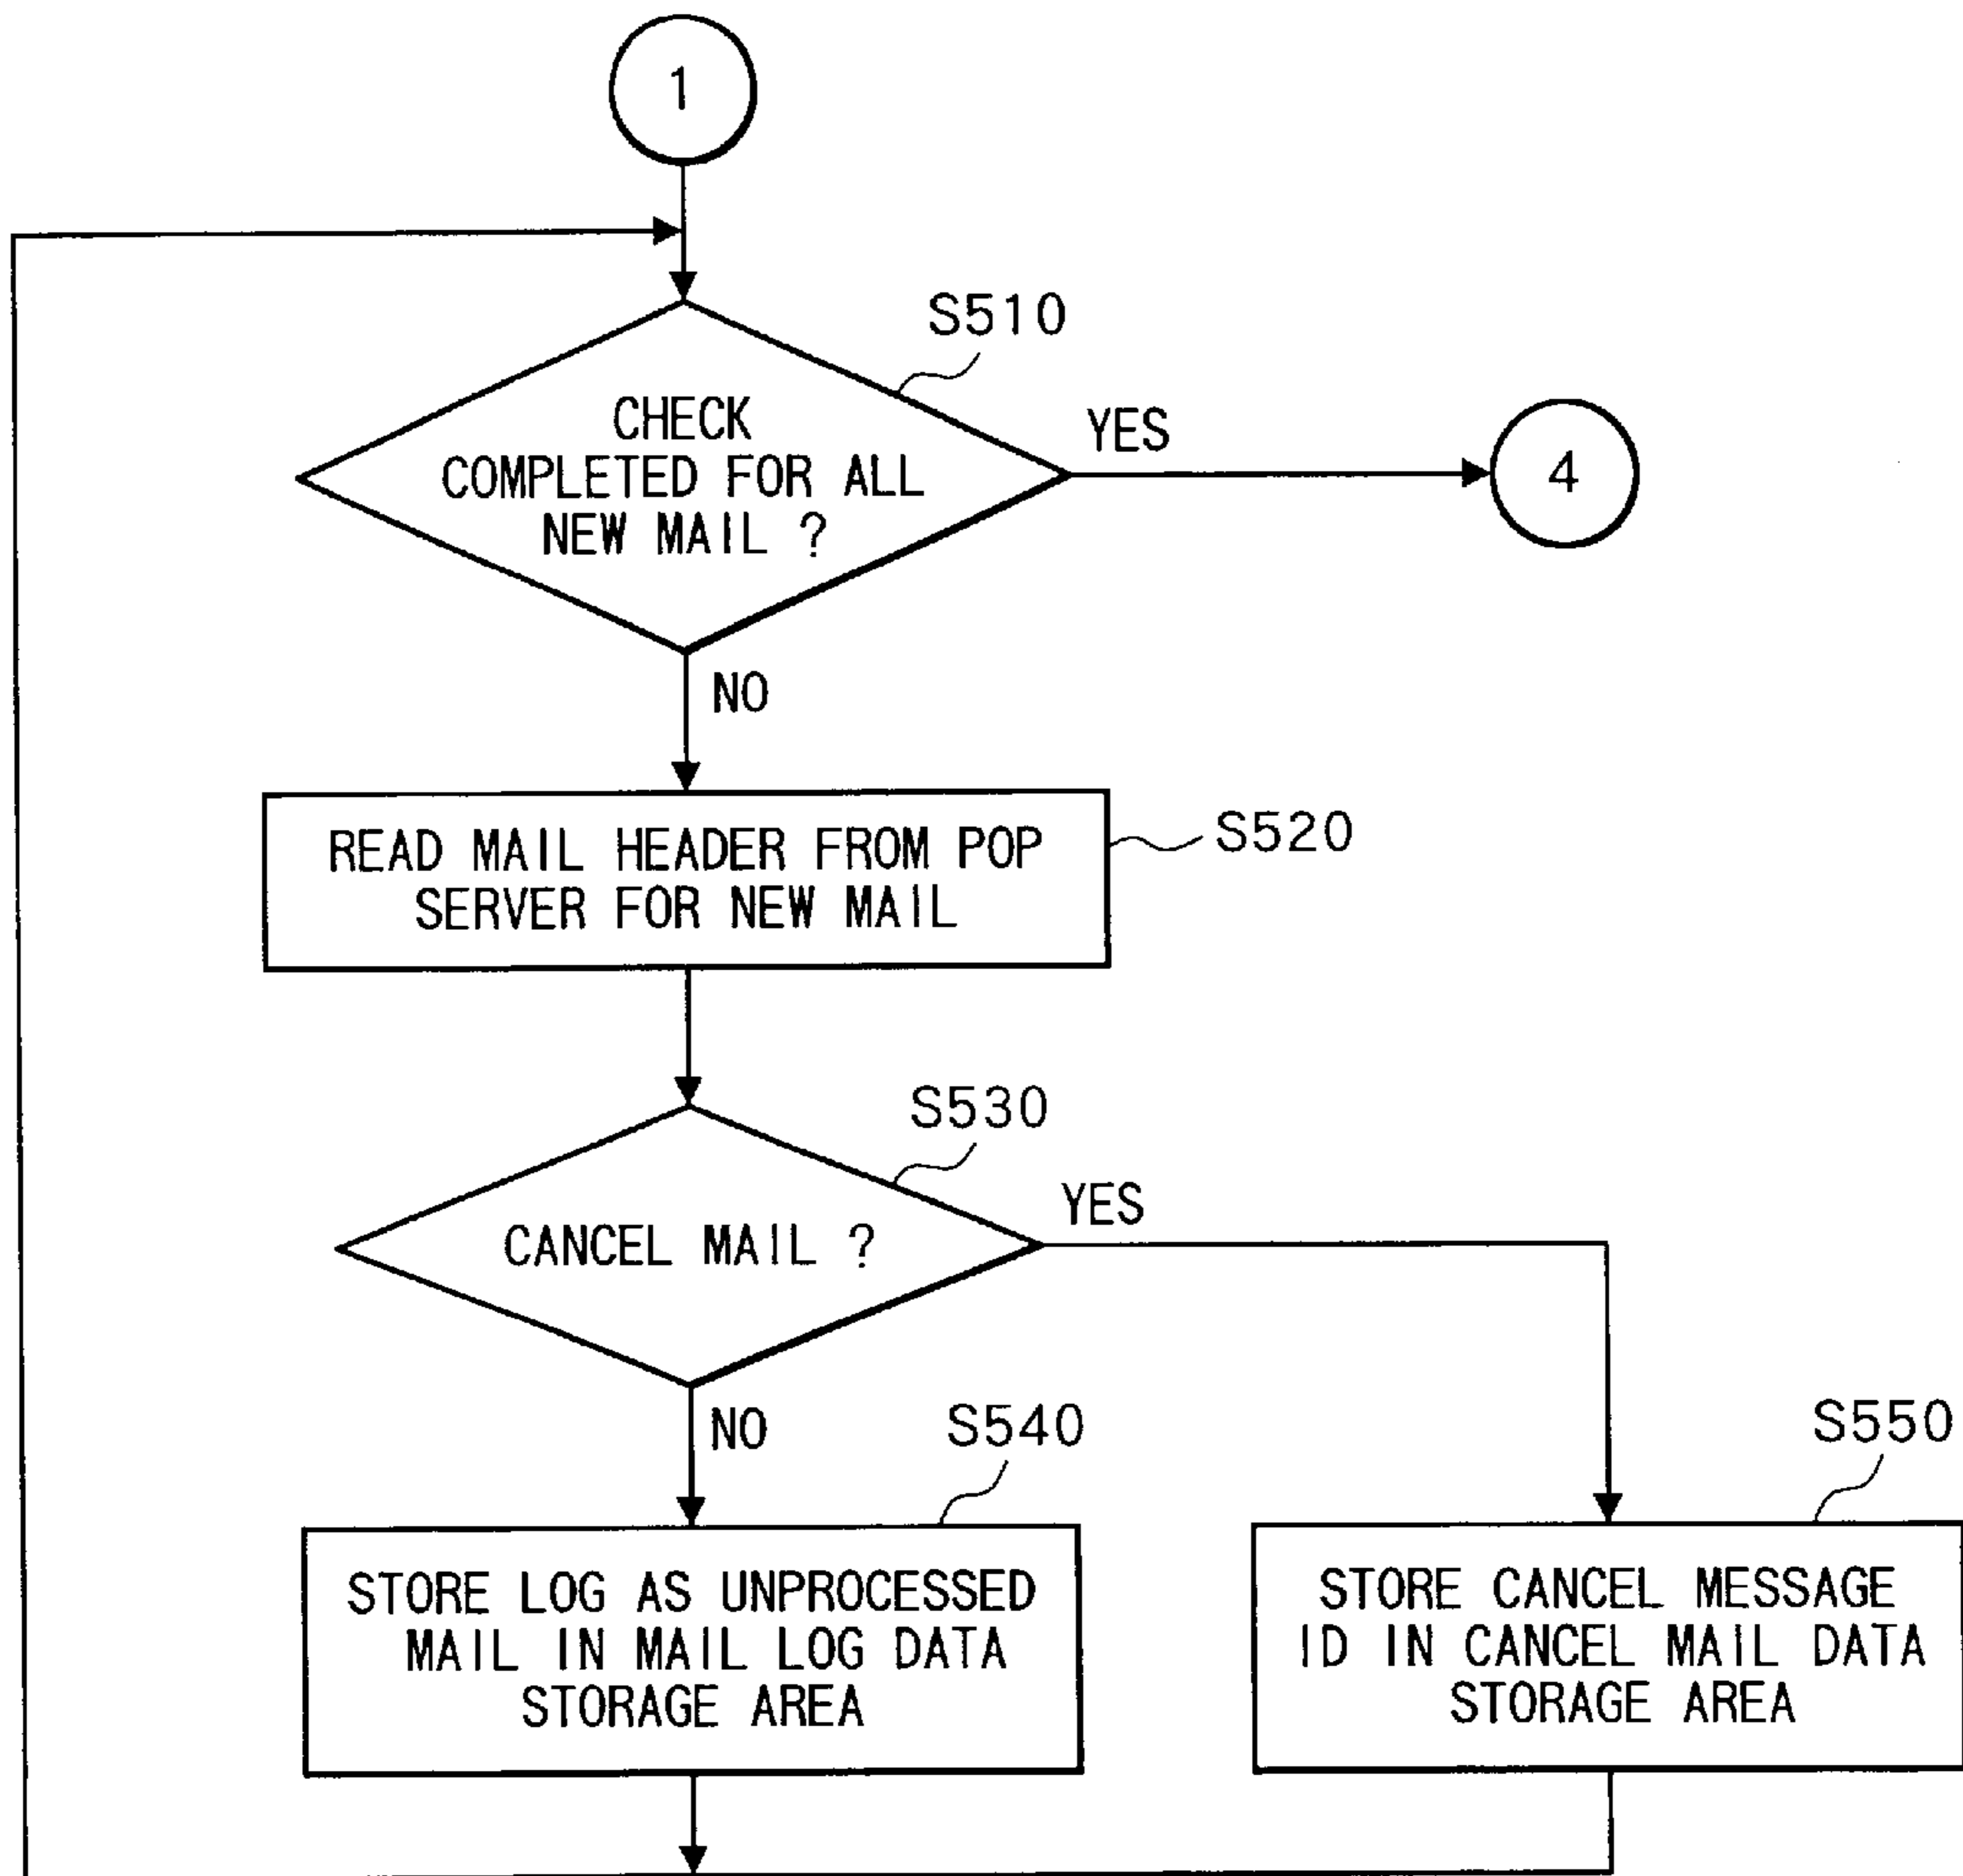 1
S510
CHECK
COMPLETED FOR ALL
NEW MAIL ?
YES
4
NO
READ MAIL HEADER FROM POP
SERVER FOR NEW MAIL
S520
S530
CANCEL MAIL ?
YES
NO
S540
S550
STORE LOG AS UNPROCESSED
MAIL IN MAIL LOG DATA
STORAGE AREA
STORE CANCEL MESSAGE
ID IN CANCEL MAIL DATA
STORAGE AREA